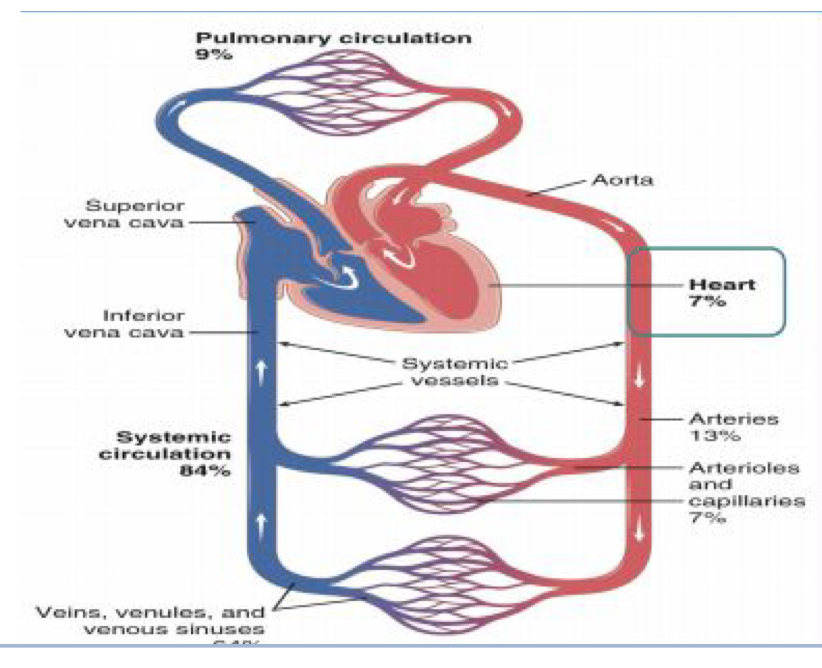 Pulmonary circulation
9%
Aorta
Superior
vena cava
Heart
7%
Inferior
vena cava
Systemic
vessels
Arteries
13%
Systemic
circulation
84%
Arterioles
and
capillaries
7%
Veins, venules, and
venous sinuses